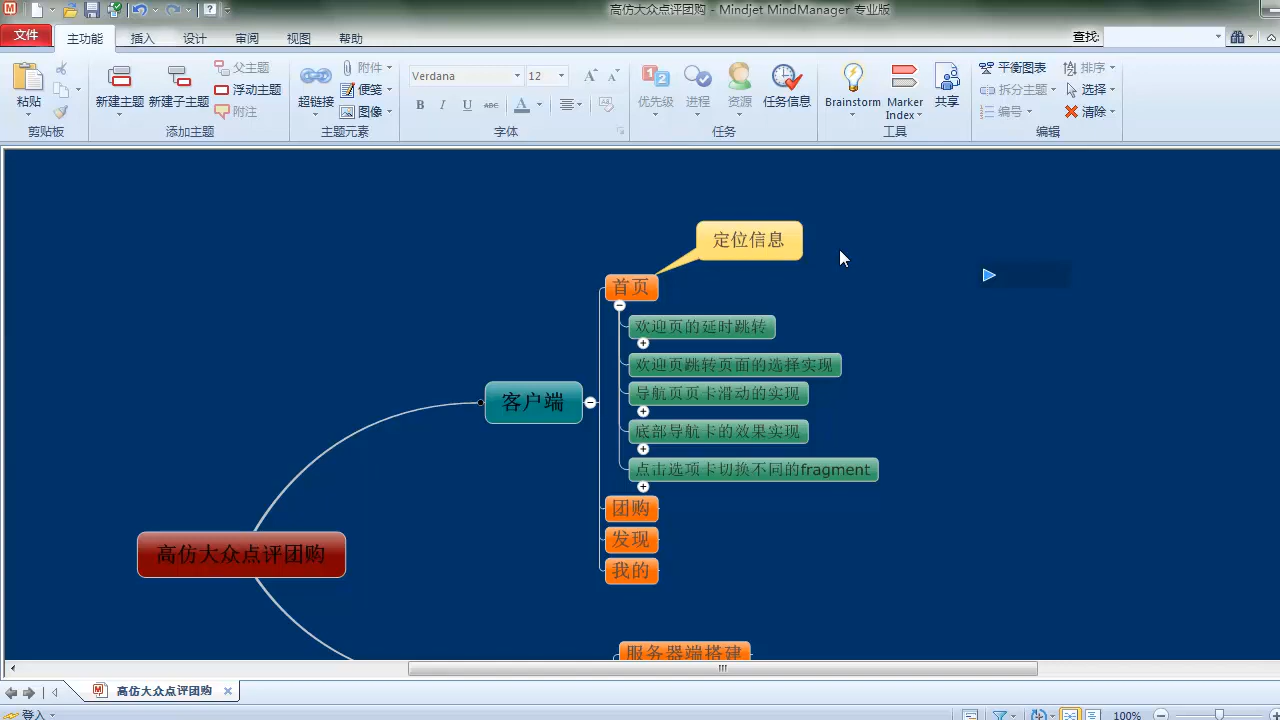 高仿大众点评团购 - Mindjet MindManager 专业版
文件 主功能 插入 设计 审阅 视图 帮助 查找:
粘贴
剪贴板
新建主题 新建子主题
父主题
浮动主题
附注
添加主题
超链接
附件
便笺
图像
主题元素
Verdana 12
B I U ABC A
字体
优先级 进程 资源 任务信息
任务
Brainstorm Marker Index 共享
工具
平衡图表 排序
拆分主题 选择
编号 清除
编辑
定位信息
首页
欢迎页的延时跳转
欢迎页跳转页面的选择实现
导航页页卡滑动的实现
客户端
底部导航卡的效果实现
点击选项卡切换不同的fragment
团购
发现
高仿大众点评团购
我的
服务器端搭建
高仿大众点评团购
登入 100%